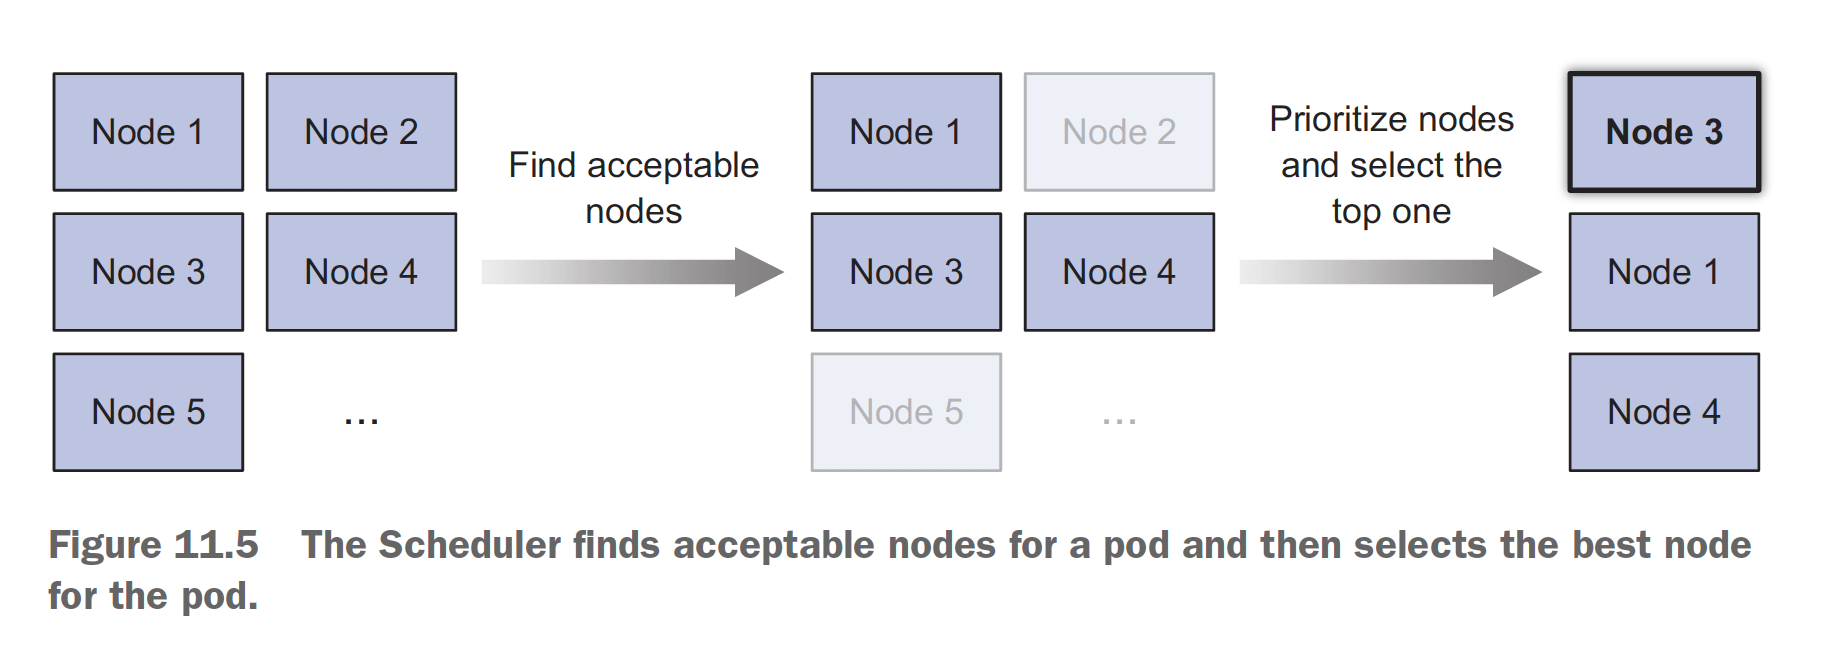 Node 1
Node 2
Node 3
Node 4
Node 5
...
Find acceptable
nodes
Node 1
Node 2
Node 3
Node 4
Node 5
...
Prioritize nodes
and select the
top one
Node 3
Node 1
Node 4
Figure 11.5 The Scheduler finds acceptable nodes for a pod and then selects the best node
for the pod.